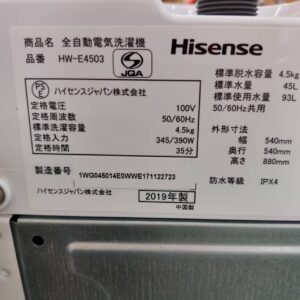 商品名 全自動電気洗濯機
品番 HW-E4503
JQA
Hisense
PS
E
ハイセンスジャパン株式会社
定格電圧 100V
定格周波数 50/60Hz
定格容量 4.5kg
定格入力 345/390W
定格時間 35分
標準脱水容量 4.5kg
標準水量 45L
標準使用水量 93L
50/60Hz共用
外形寸法
幅 540mm
奥行 540mm
高さ 880mm
防水等級 IPX4
製造番号
1WG045014E0WWE171122723
ハイセンスジャパン株式会社
2019年製
中国製